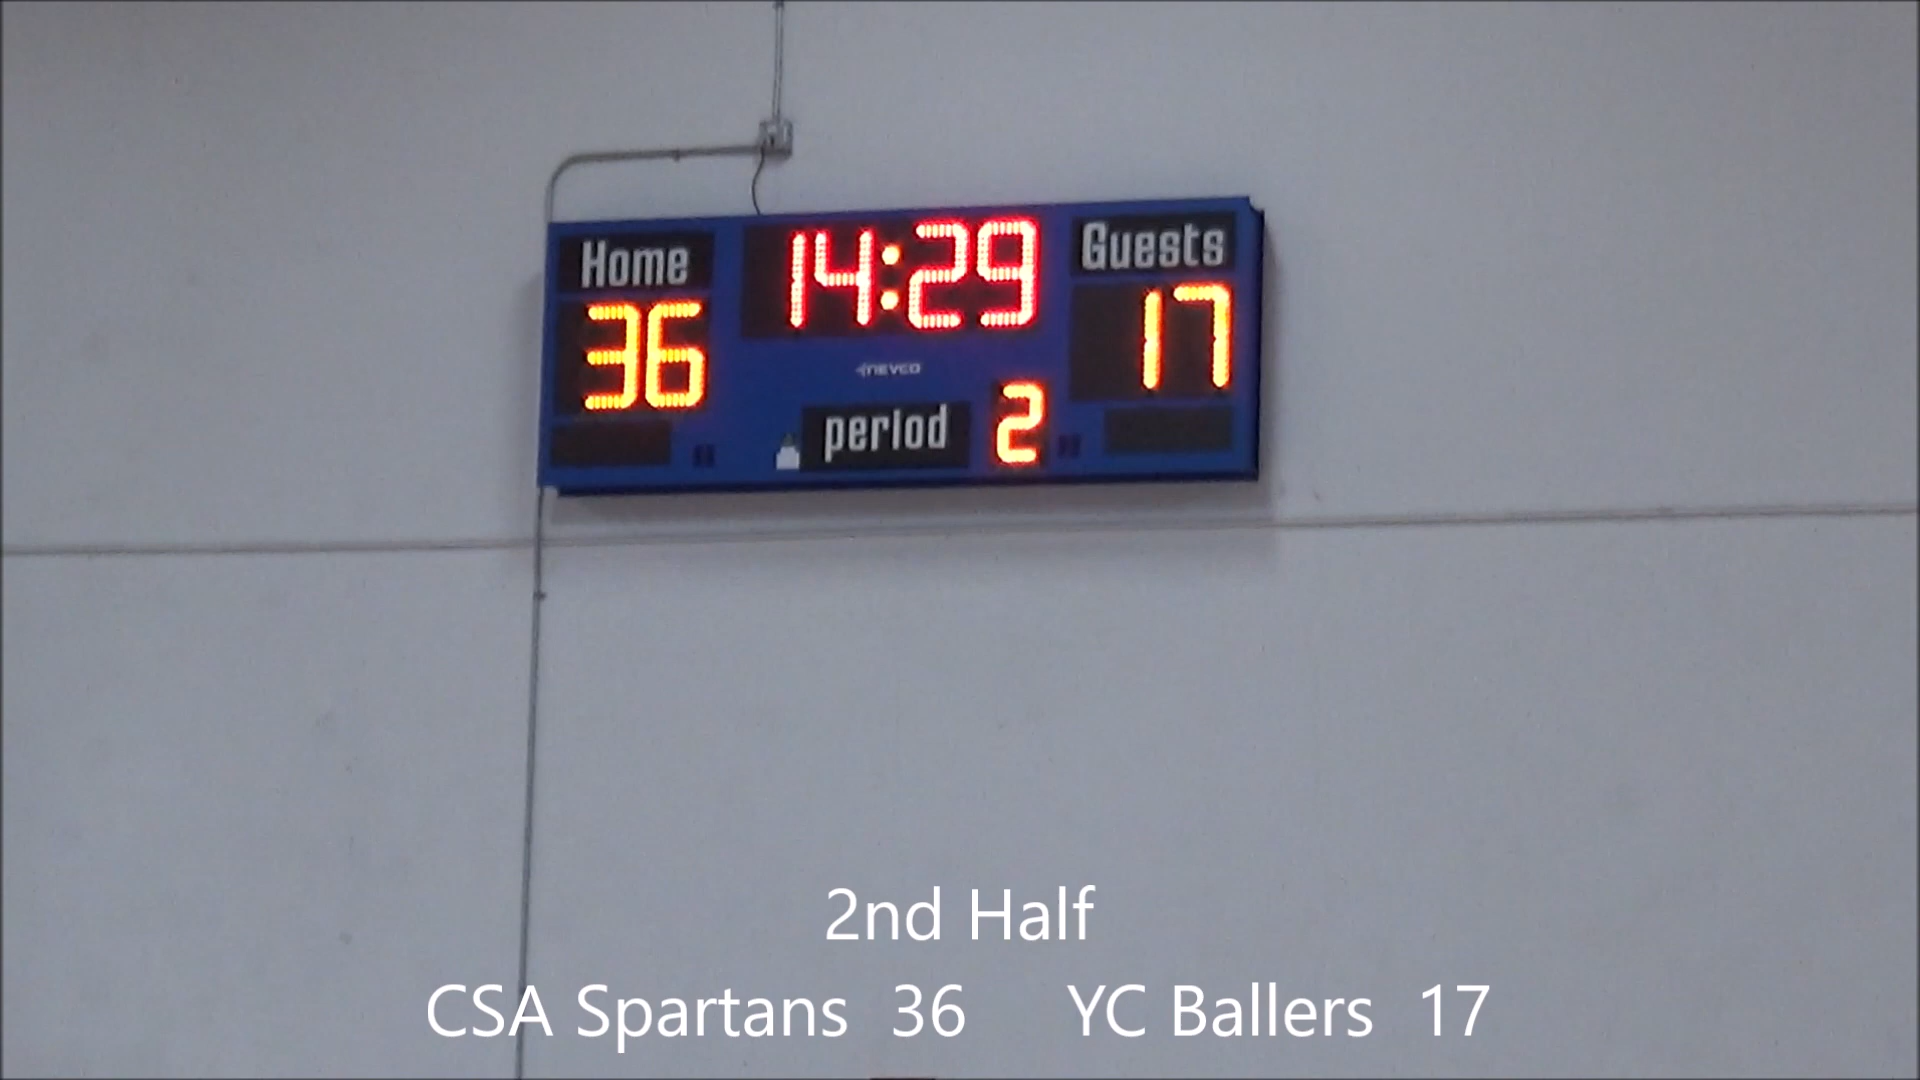 Home 14:29 Guests
36 17
NEVCO
period 2
2nd Half
CSA Spartans 36 YC Ballers 17